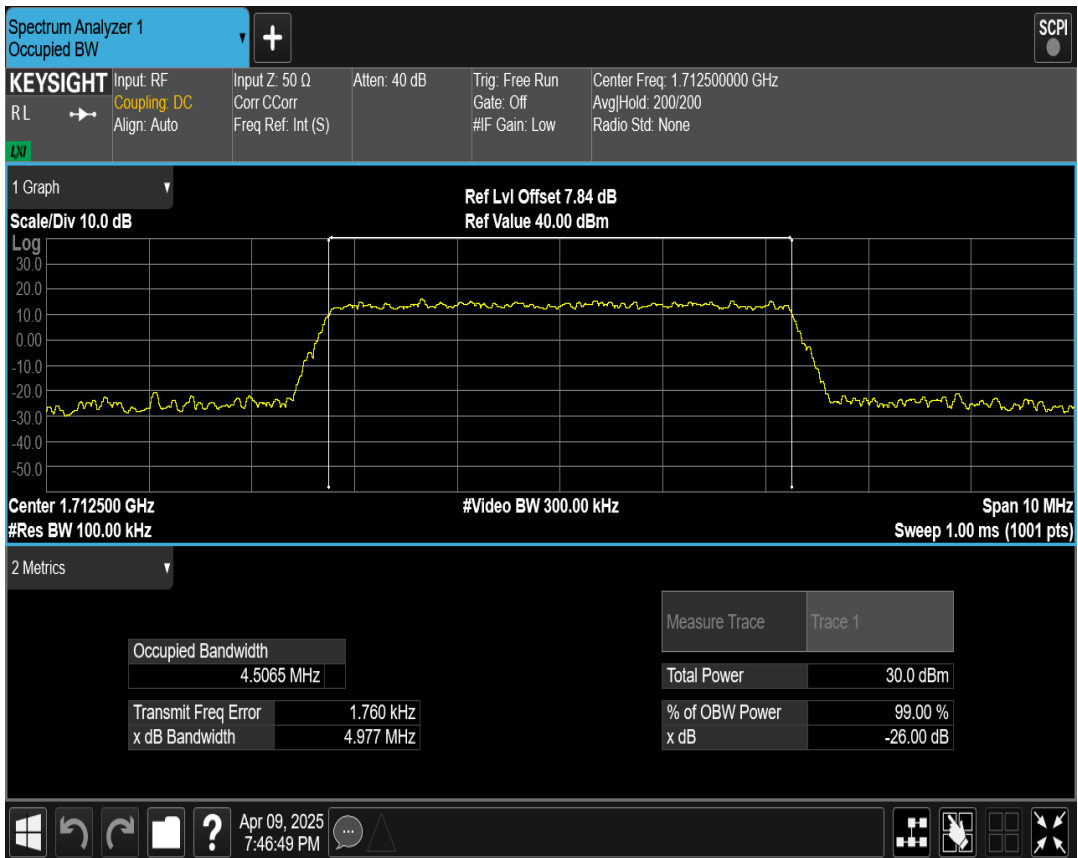 Spectrum Analyzer 1
Occupied BW
+
SCPI
KEYSIGHT
R L
LXI
Input: RF
Coupling: DC
Align: Auto
Input Z: 50 Ω
Corr CCorr
Freq Ref: Int (S)
Atten: 40 dB
Trig: Free Run
Gate: Off
#IF Gain: Low
Center Freq: 1.712500000 GHz
Avg|Hold: 200/200
Radio Std: None
1 Graph
Scale/Div 10.0 dB
Ref Lvl Offset 7.84 dB
Ref Value 40.00 dBm
Log
30.0
20.0
10.0
0.00
-10.0
-20.0
-30.0
-40.0
-50.0
Center 1.712500 GHz
#Res BW 100.00 kHz
#Video BW 300.00 kHz
Span 10 MHz
Sweep 1.00 ms (1001 pts)
2 Metrics
Occupied Bandwidth
4.5065 MHz
Transmit Freq Error 1.760 kHz
x dB Bandwidth 4.977 MHz
Measure Trace Trace 1
Total Power 30.0 dBm
% of OBW Power 99.00 %
x dB -26.00 dB
?
Apr 09, 2025
7:46:49 PM